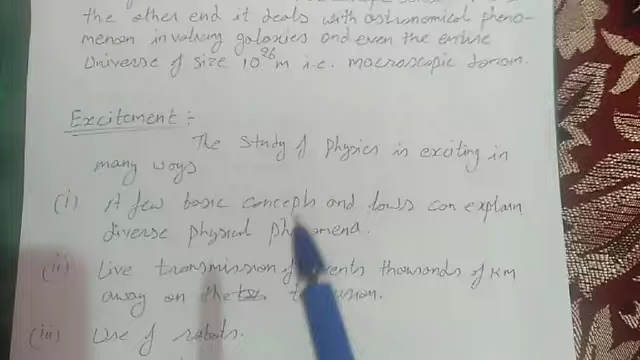 the other end it deals with astronomical pheno-
menon involving galaxies and even the entire
Universe of size 10^26 m i.e. macroscopic domain.
Excitement :-
The study of physics is exciting in
many ways
(i) A few basic concepts and laws can explain
diverse physical phenomena.
(ii) Live transmission of events thousands of km
away on the
(iii) Use of robots.